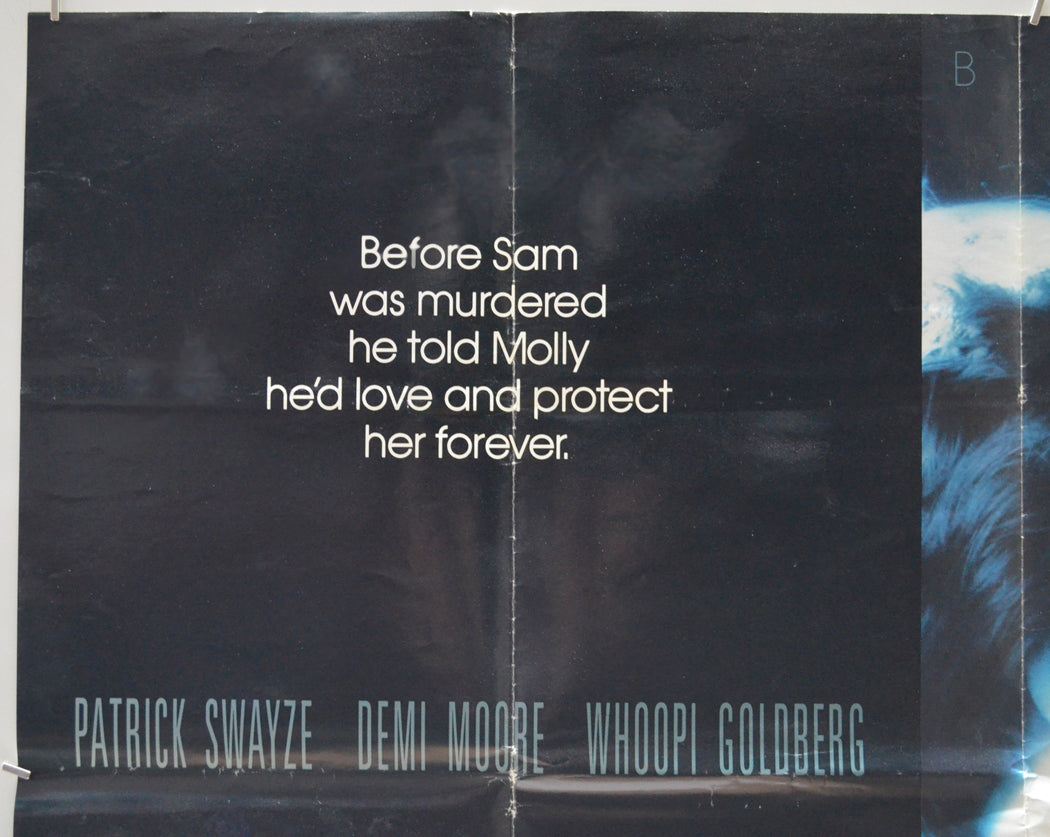 B
Before Sam
was murdered
he told Molly
he'd love and protect
her forever.
PATRICK SWAYZE DEMI MOORE WHOOPI GOLDBERG